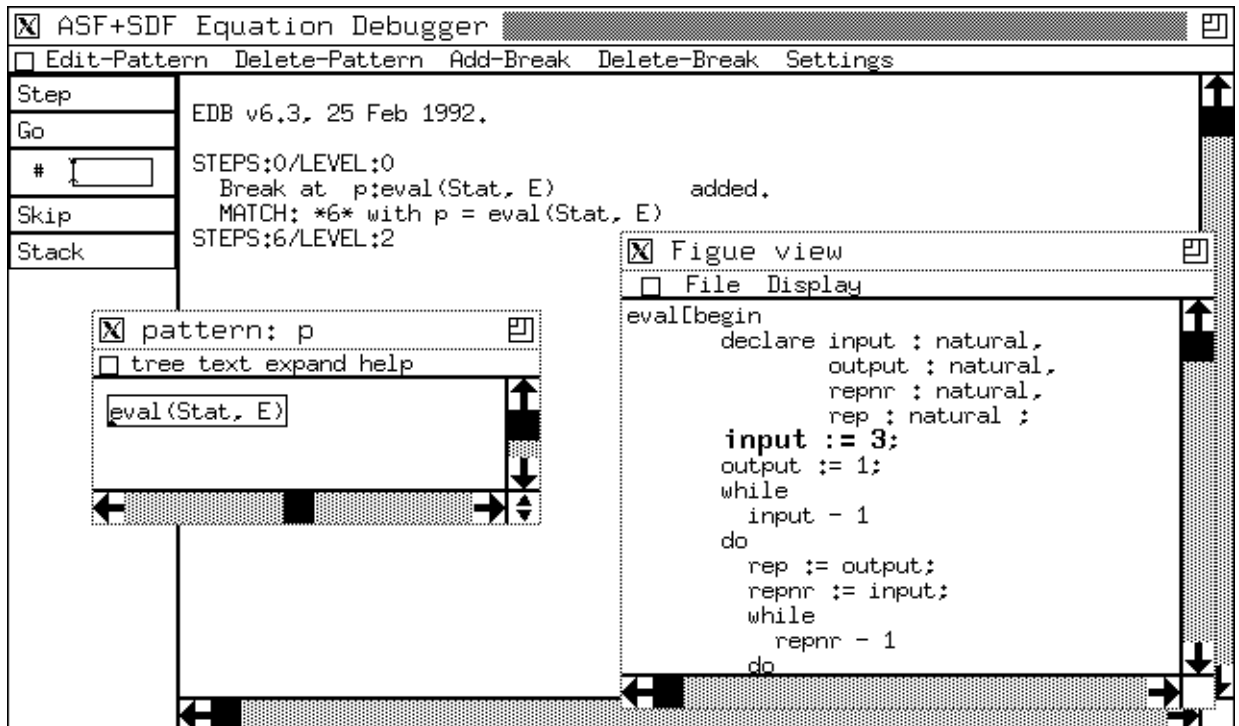 ASF+SDF Equation Debugger
Edit-Pattern Delete-Pattern Add-Break Delete-Break Settings
Step
Go
#
Skip
Stack
EDB v6.3, 25 Feb 1992.
STEPS:0/LEVEL:0
Break at p:eval(Stat, E) added.
MATCH: *6* with p = eval(Stat, E)
STEPS:6/LEVEL:2
pattern: p
tree text expand help
eval(Stat, E)
Figue view
File Display
eval[begin
declare input : natural,
output : natural,
repnr : natural,
rep : natural ;
input := 3;
output := 1;
while
input - 1
do
rep := output;
repnr := input;
while
repnr - 1
do